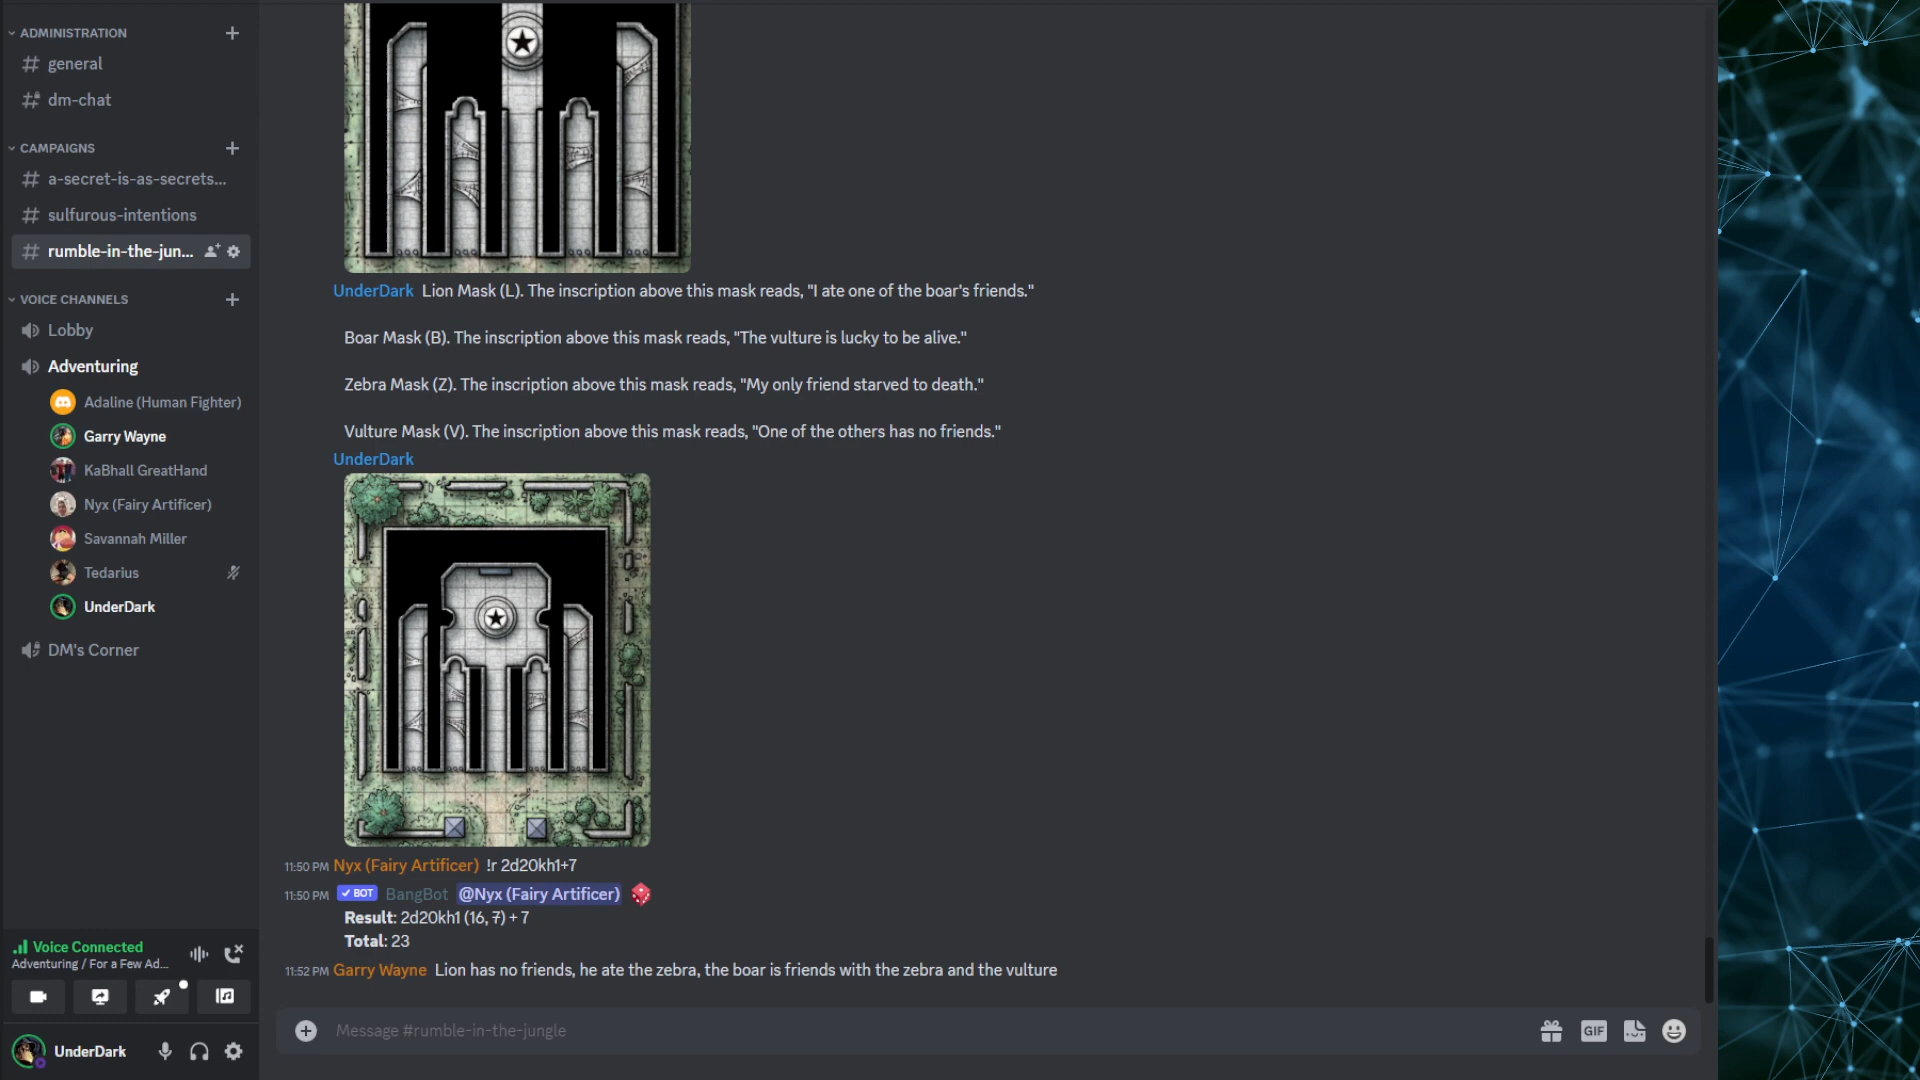 ADMINISTRATION
general
dm-chat
CAMPAIGNS
a-secret-is-as-secrets...
sulfurous-intentions
rumble-in-the-jun...
VOICE CHANNELS
Lobby
Adventuring
Adaline (Human Fighter)
Garry Wayne
KaBhall GreatHand
Nyx (Fairy Artificer)
Savannah Miller
Tedarius
UnderDark
DM's Corner
Voice Connected
Adventuring / For a Few Ad...
UnderDark
UnderDark Lion Mask (L). The inscription above this mask reads, "I ate one of the boar's friends."
Boar Mask (B). The inscription above this mask reads, "The vulture is lucky to be alive."
Zebra Mask (Z). The inscription above this mask reads, "My only friend starved to death."
Vulture Mask (V). The inscription above this mask reads, "One of the others has no friends."
UnderDark
11:50 PM Nyx (Fairy Artificer) !r 2d20kh1+7
11:50 PM BOT BangBot @Nyx (Fairy Artificer)
Result: 2d20kh1 (16, 7) + 7
Total: 23
11:52 PM Garry Wayne Lion has no friends, he ate the zebra, the boar is friends with the zebra and the vulture
Message #rumble-in-the-jungle
GIF